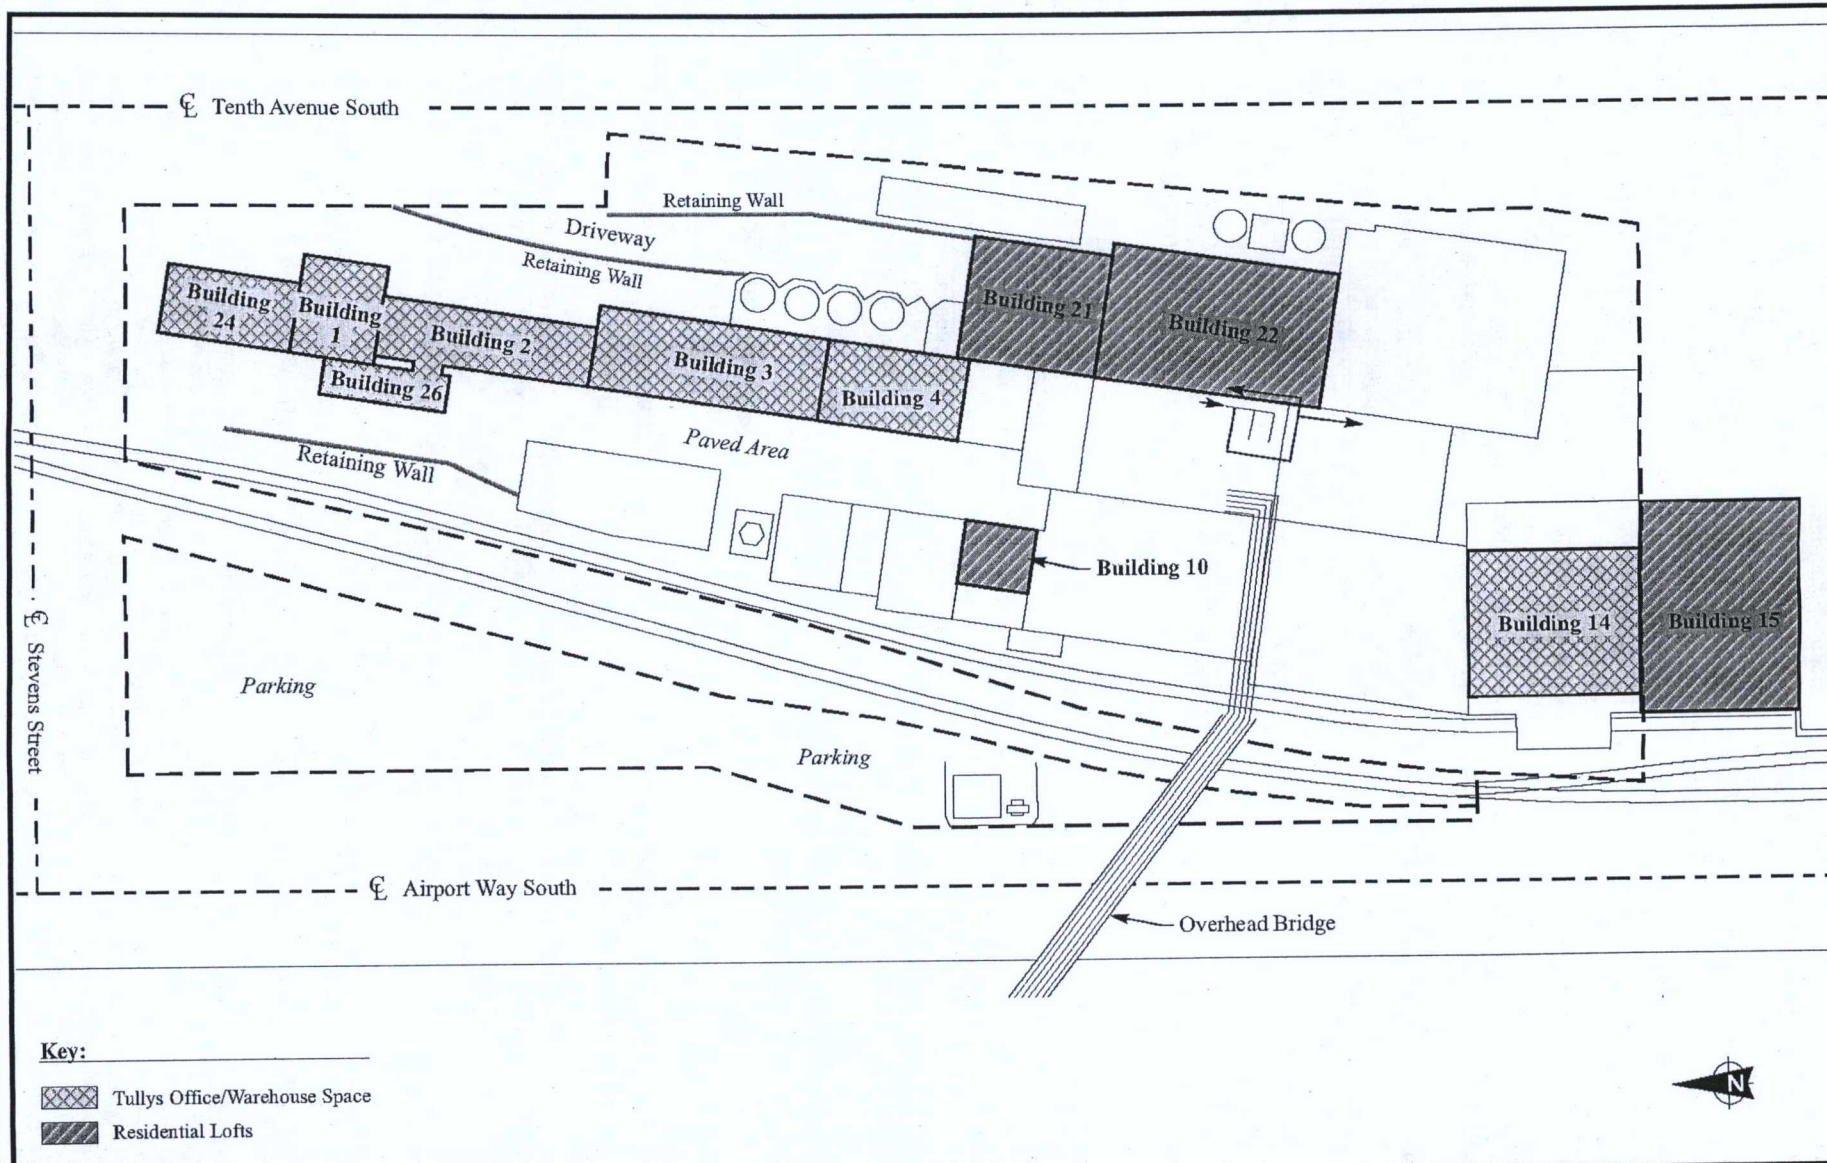 ℄ Tenth Avenue South
Retaining Wall
Driveway
Retaining Wall
Building
24
Building
1
Building 2
Building 26
Building 3
Building 4
Building 21
Building 22
Paved Area
Retaining Wall
Building 10
Building 14
Building 15
℄ Stevens Street
Parking
Parking
℄ Airport Way South
Overhead Bridge
Key:
Tullys Office/Warehouse Space
Residential Lofts
N